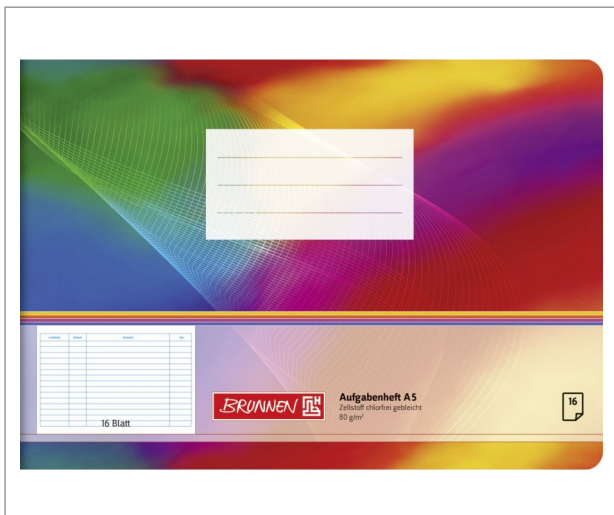 16 Blatt
BRUNNEN
Aufgabenheft A5
Zellstoff chlorfrei gebleicht
80 g/m²
16